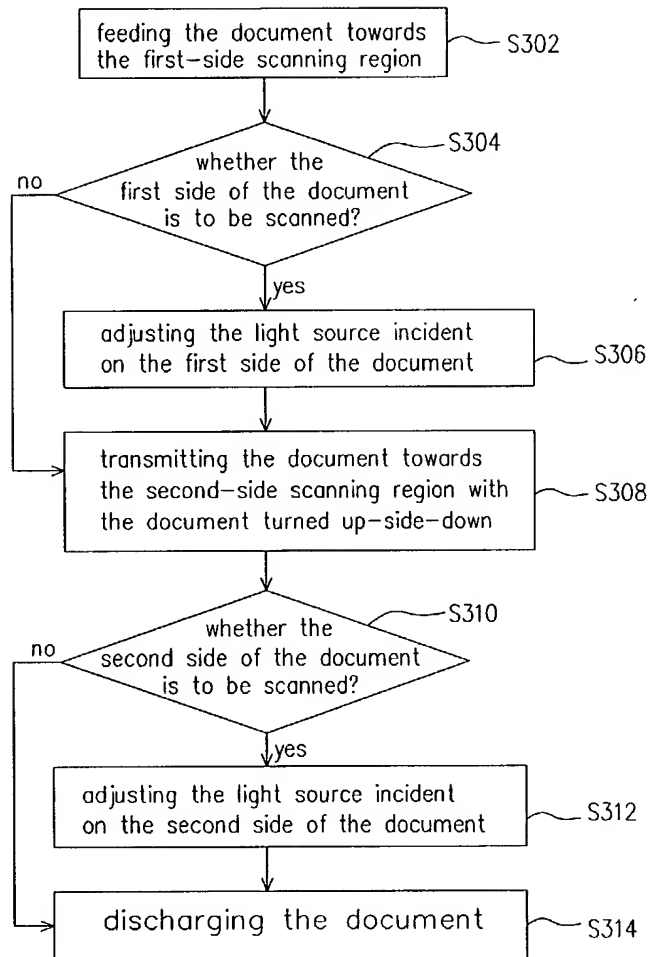 feeding the document towards
the first-side scanning region
S302
S304
whether the
first side of the document
is to be scanned?
no
yes
adjusting the light source incident
on the first side of the document
S306
transmitting the document towards
the second-side scanning region with
the document turned up-side-down
S308
S310
whether the
second side of the document
is to be scanned?
no
yes
adjusting the light source incident
on the second side of the document
S312
discharging the document
S314